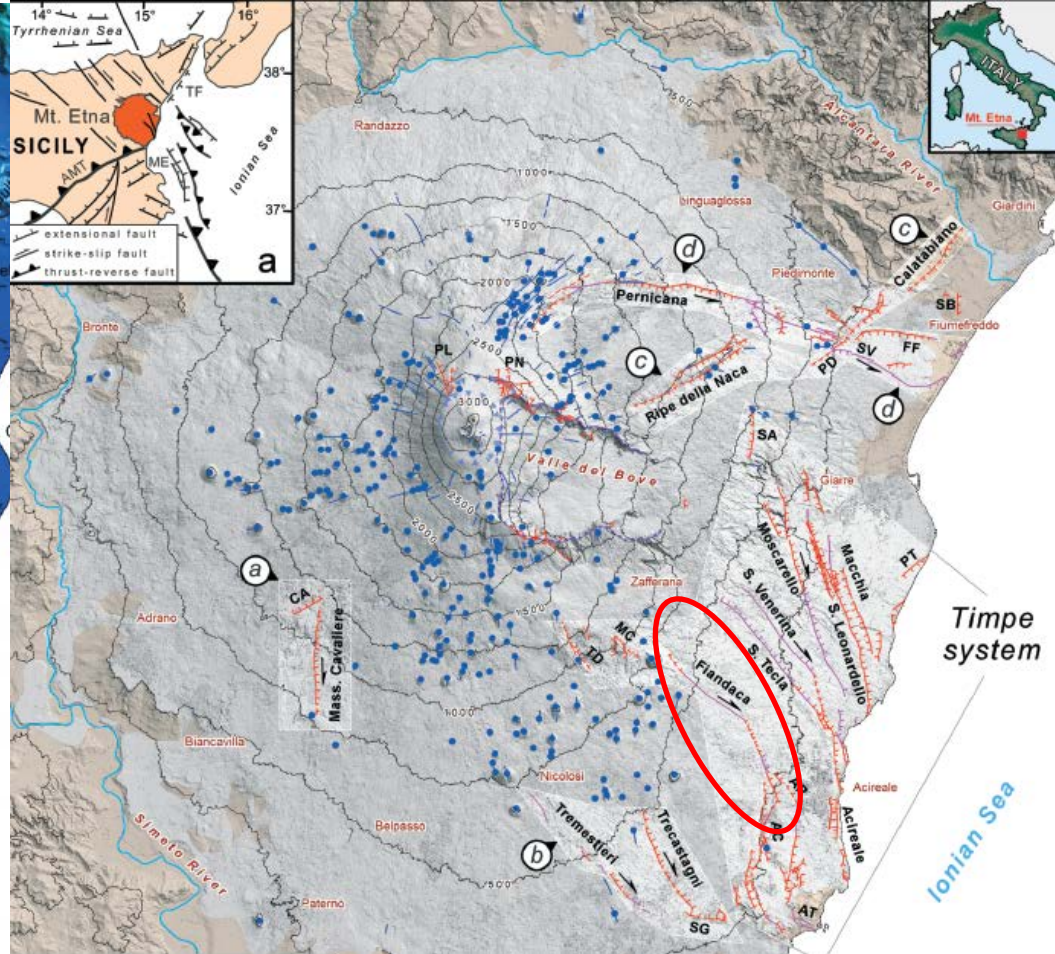 14°
15°
16°
Tyrrhenian Sea
38°
TF
Mt. Etna
SICILY
AMT
ME
Ionian Sea
37°
extensional fault
strike-slip fault
thrust-reverse fault
a
ITALY
Mt. Etna
Alcantara River
Randazzo
500
1000
1500
2000
2500
3000
Linguaglossa
Giardini
c
Calatabiano
d
Piedimonte
Pernicana
SB
Fiumefreddo
Bronte
PL
PN
c
Ripe della Naca
PD
SV
FF
d
SA
Valle del Bove
Giarre
2500
2000
Moscarello
Macchia
PT
a
CA
Zafferana
S. Venerina
S. Leonardello
1500
Adrano
Mass. Cavaliere
TD
MC
S. Tecla
Fiandaca
Timpe
system
1000
Biancavilla
Nicolosi
AP
Acireale
Simeto River
Belpasso
Tremestieri
Trecastagni
PC
Acireale
b
500
Ionian Sea
Paterno
SG
AT